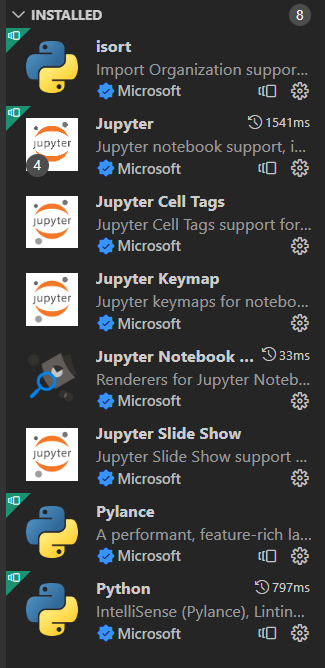 INSTALLED 8
isort
Import Organization suppor...
Microsoft
jupyter
Jupyter 1541ms
Jupyter notebook support, i...
4
Microsoft
jupyter
Jupyter Cell Tags
Jupyter Cell Tags support for...
Microsoft
jupyter
Jupyter Keymap
Jupyter keymaps for notebo...
Microsoft
Jupyter Notebook ... 33ms
Renderers for Jupyter Noteb...
Microsoft
jupyter
Jupyter Slide Show
Jupyter Slide Show support ...
Microsoft
Pylance
A performant, feature-rich la...
Microsoft
Python 797ms
IntelliSense (Pylance), Lintin...
Microsoft